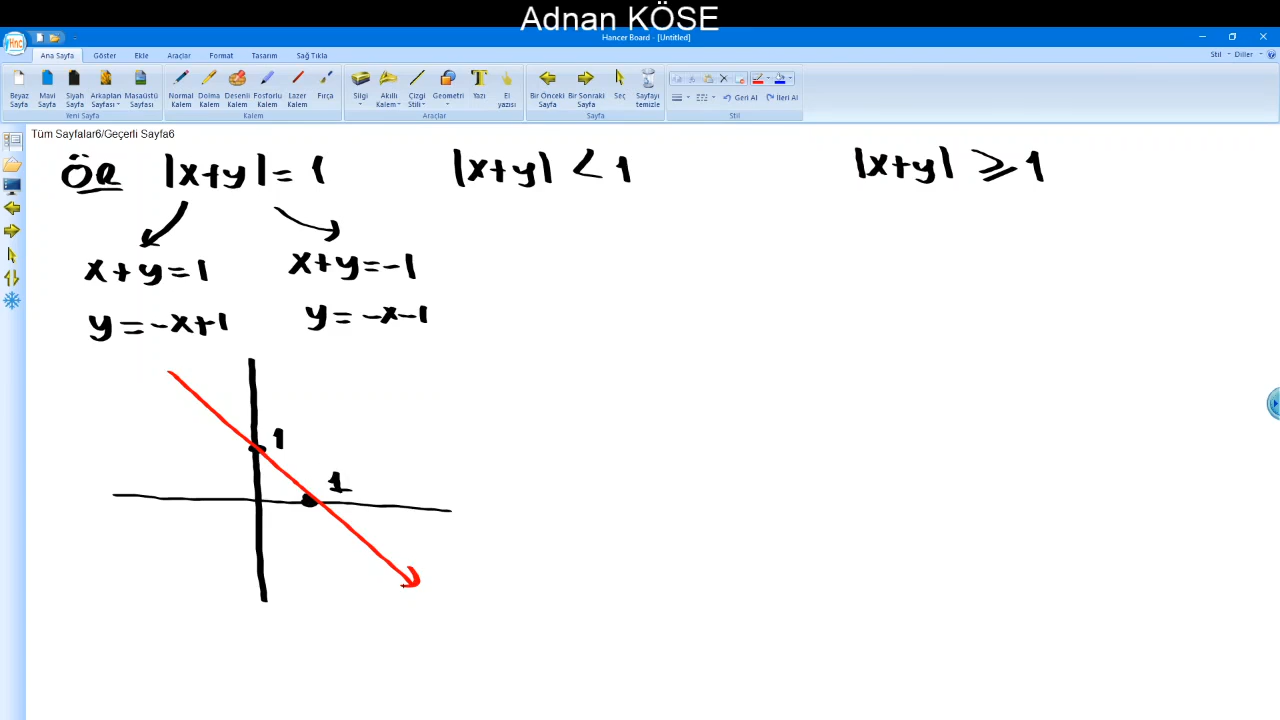 Adnan KÖSE
Hancer Board - [Untitled]
Hnc
Ana Sayfa Göster Ekle Araçlar Format Tasarım Sağ Tıkla Stil Diller
Beyaz Sayfa Mavi Sayfa Siyah Sayfa Arkaplan Sayfası Masaüstü Sayfası Normal Kalem Dolma Kalem Desenli Kalem Fosforlu Kalem Lazer Kalem Fırça Silgi Akıllı Kalem Çizgi Stili Geometri Yazı El yazısı Bir Önceki Sayfa Bir Sonraki Sayfa Seç Sayfayı temizle Geri Al İleri Al
Yeni Sayfa Kalem Araçlar Sayfa Stil
Tüm Sayfalar6/Geçerli Sayfa6
ÖR |x+y|= 1 |x+y| < 1 |x+y| ⩾ 1
x+y=1 x+y=-1
y=-x+1 y=-x-1
1
1